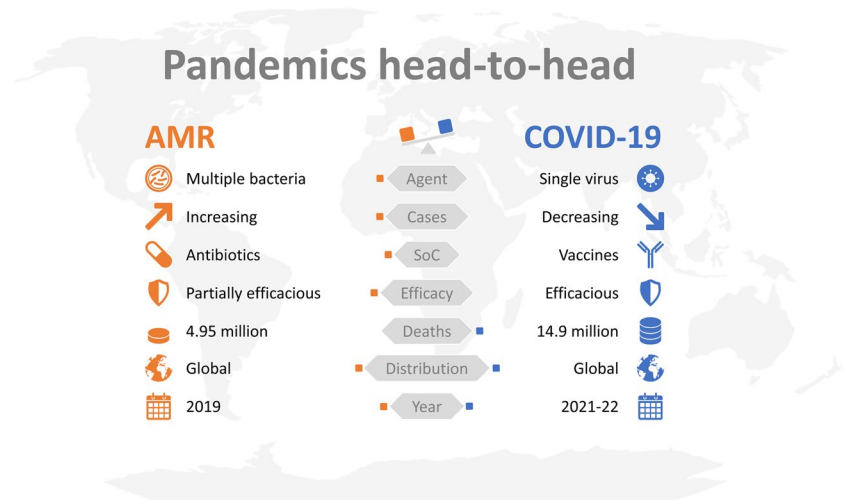 Pandemics head-to-head
AMR COVID-19
Multiple bacteria Agent Single virus
Increasing Cases Decreasing
Antibiotics SoC Vaccines
Partially efficacious Efficacy Efficacious
4.95 million Deaths 14.9 million
Global Distribution Global
2019 Year 2021-22